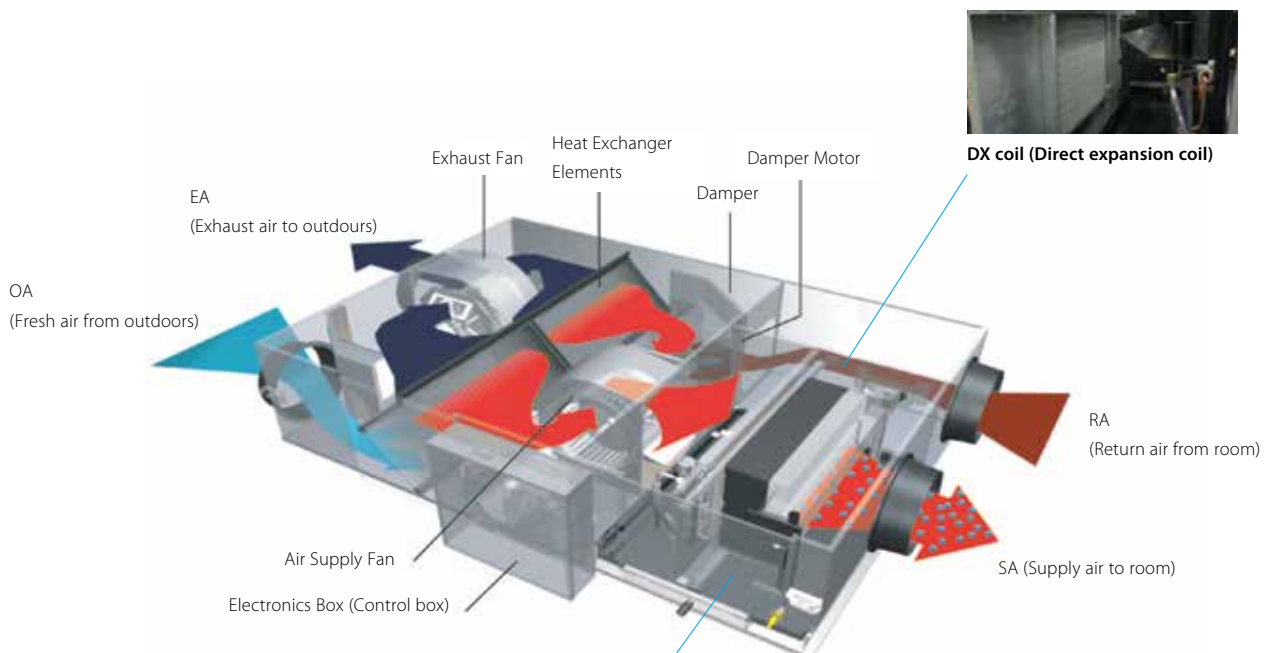 DX coil (Direct expansion coil)
Heat Exchanger
Elements
Exhaust Fan
Damper Motor
Damper
EA
(Exhaust air to outdours)
OA
(Fresh air from outdoors)
RA
(Return air from room)
Air Supply Fan
SA (Supply air to room)
Electronics Box (Control box)